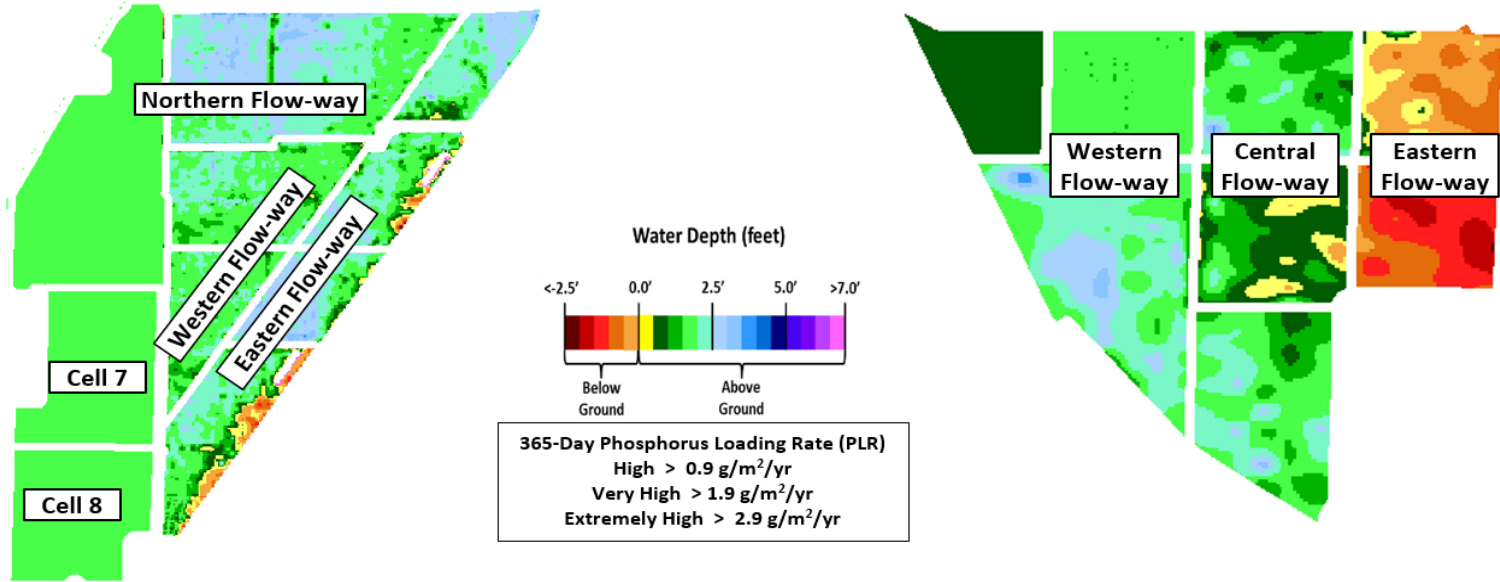 Northern Flow-way
Western Flow-way
Eastern Flow-way
Cell 7
Cell 8
Water Depth (feet)
<-2.5' 0.0' 2.5' 5.0' >7.0'
Below
Ground
Above
Ground
365-Day Phosphorus Loading Rate (PLR)
High > 0.9 g/m²/yr
Very High > 1.9 g/m²/yr
Extremely High > 2.9 g/m²/yr
Western
Flow-way
Central
Flow-way
Eastern
Flow-way